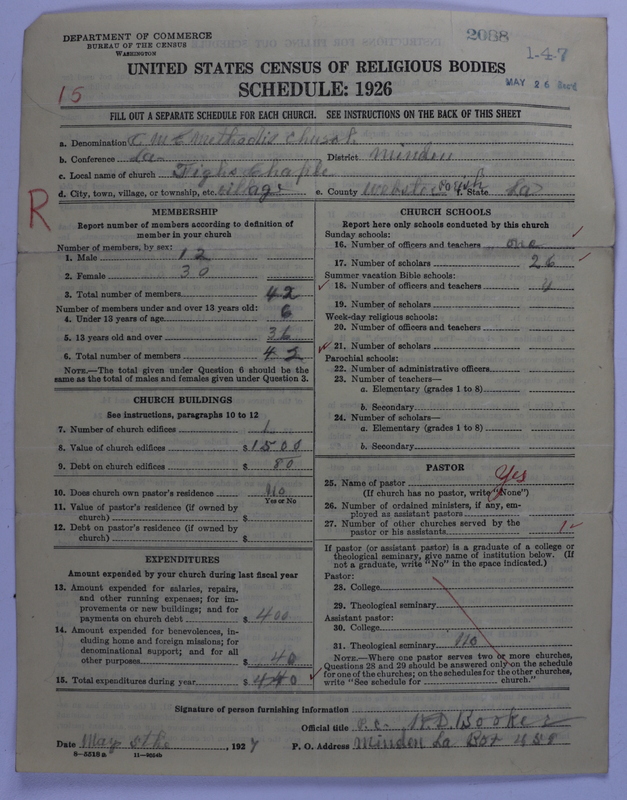 DEPARTMENT OF COMMERCE
BUREAU OF THE CENSUS
WASHINGTON
2088
1-4-7
MAY 26 Rec'd
15
UNITED STATES CENSUS OF RELIGIOUS BODIES
SCHEDULE: 1926
FILL OUT A SEPARATE SCHEDULE FOR EACH CHURCH. SEE INSTRUCTIONS ON THE BACK OF THIS SHEET
a. Denomination C M E Methodis Church
b. Conference La District Minden
c. Local name of church Chaple
d. City, town, village, or township, etc. vilage e. County webster f. State La
R
MEMBERSHIP
Report number of members according to definition of
member in your church
Number of members, by sex:
1. Male 12
2. Female 30
3. Total number of members 42
Number of members under and over 13 years old:
4. Under 13 years of age 6
5. 13 years old and over 36
6. Total number of members 42
NOTE.—The total given under Question 6 should be the
same as the total of males and females given under Question 3.
CHURCH BUILDINGS
See instructions, paragraphs 10 to 12
7. Number of church edifices 1
8. Value of church edifices $ 1500
9. Debt on church edifices 80
10. Does church own pastor's residence No
Yes or No
11. Value of pastor's residence (if owned by
church) $
12. Debt on pastor's residence (if owned by
church) $
EXPENDITURES
Amount expended by your church during last fiscal year
13. Amount expended for salaries, repairs,
and other running expenses; for im-
provements or new buildings; and for
payments on church debt $ 400
14. Amount expended for benevolences, in-
cluding home and foreign missions; for
denominational support; and for all
other purposes $ 40
15. Total expenditures during year $ 440
CHURCH SCHOOLS
Report here only schools conducted by this church
Sunday schools:
16. Number of officers and teachers one
17. Number of scholars 26
Summer vacation Bible schools:
18. Number of officers and teachers 4
19. Number of scholars
Week-day religious schools:
20. Number of officers and teachers
21. Number of scholars
Parochial schools:
22. Number of administrative officers
23. Number of teachers—
a. Elementary (grades 1 to 8)
b. Secondary
24. Number of scholars—
a. Elementary (grades 1 to 8)
b. Secondary
PASTOR
25. Name of pastor Yes
(If church has no pastor, write "None")
26. Number of ordained ministers, if any, em-
ployed as assistant pastors
27. Number of other churches served by the
pastor or his assistants 1
If pastor (or assistant pastor) is a graduate of a college or
theological seminary, give name of institution below. (If
not a graduate, write "No" in the space indicated.)
Pastor:
28. College
29. Theological seminary
Assistant pastor:
30. College
31. Theological seminary No
NOTE.—Where one pastor serves two or more churches,
Questions 28 and 29 should be answered only on the schedule
for one of the churches; on the schedules for the other churches,
write "See schedule for church."
Signature of person furnishing information
Official title P.C. Booker
Date May 5th, 1927 P. O. Address Minden La Box 458
8—5518a 11—9264b